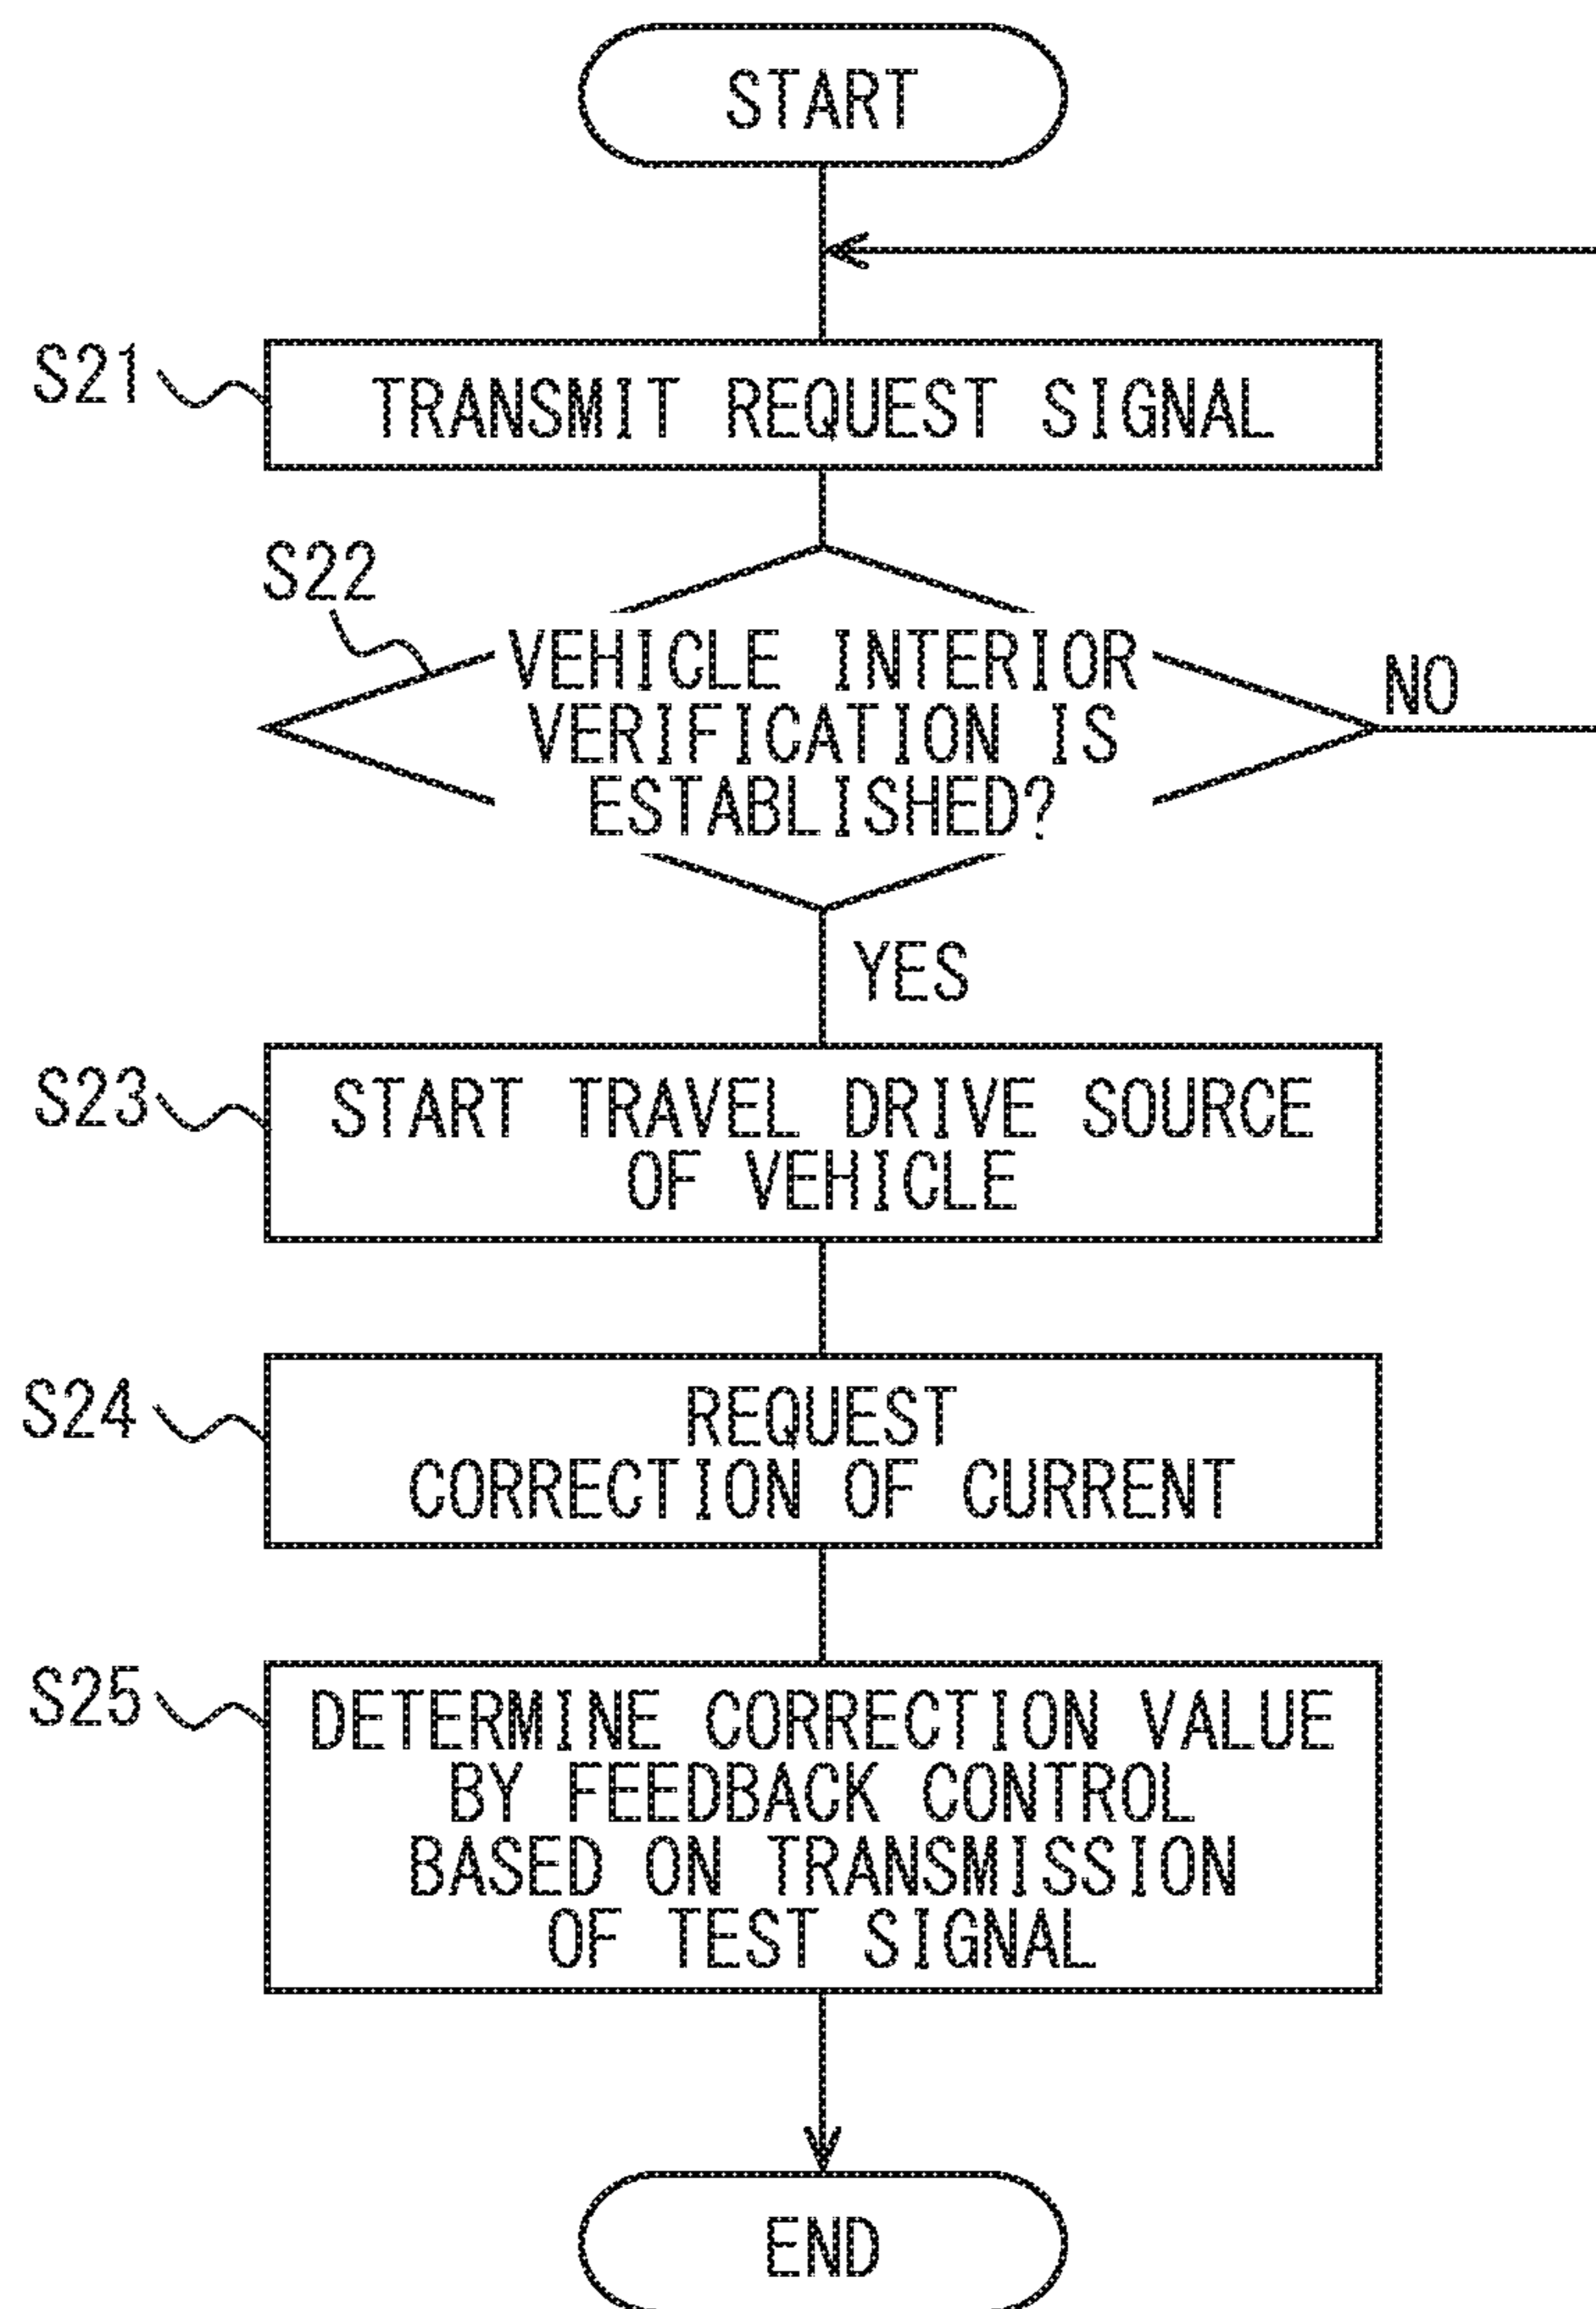 START
S21
TRANSMIT REQUEST SIGNAL
S22
VEHICLE INTERIOR
VERIFICATION IS
ESTABLISHED?
NO
YES
S23
START TRAVEL DRIVE SOURCE
OF VEHICLE
S24
REQUEST
CORRECTION OF CURRENT
S25
DETERMINE CORRECTION VALUE
BY FEEDBACK CONTROL
BASED ON TRANSMISSION
OF TEST SIGNAL
END